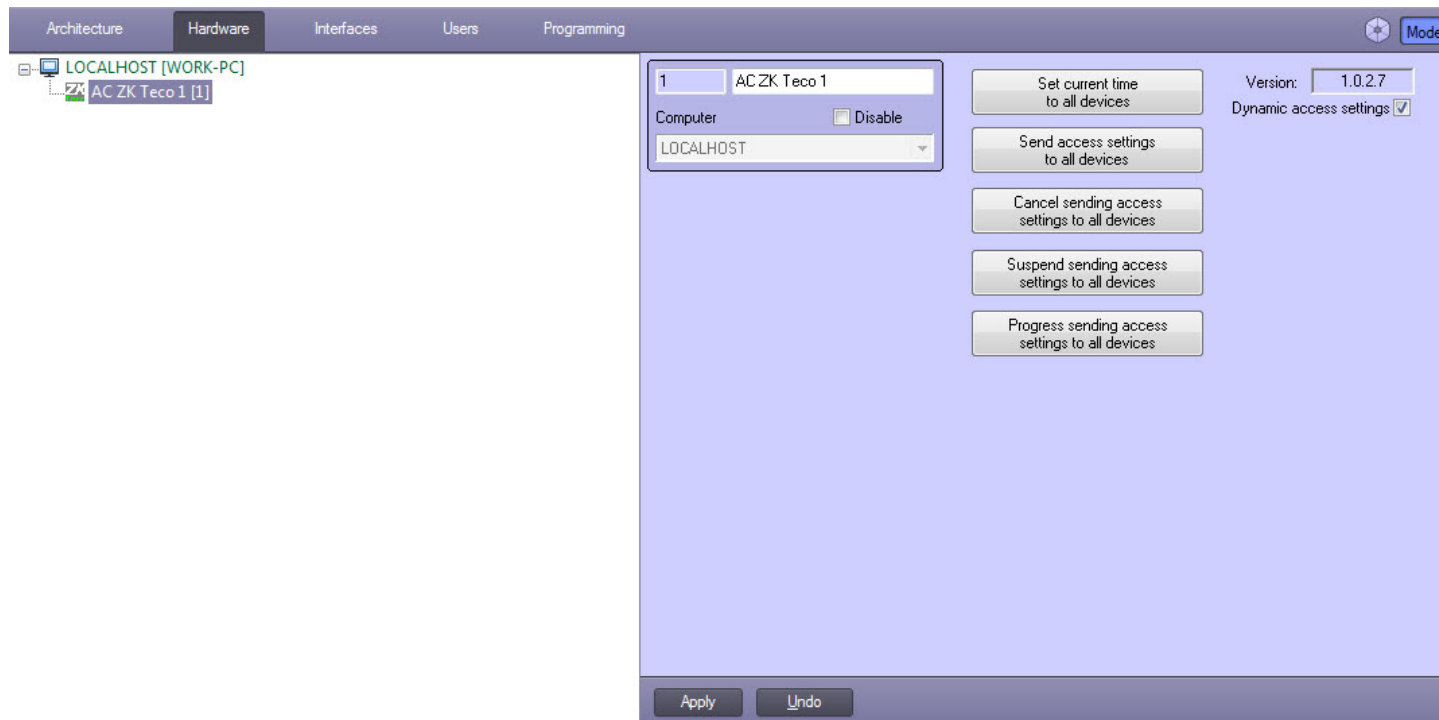 Architecture Hardware Interfaces Users Programming Mode
LOCALHOST [WORK-PC]
ZK AC ZK Teco 1 [1]
1 AC ZK Teco 1
Computer Disable
LOCALHOST
Set current time
to all devices
Send access settings
to all devices
Cancel sending access
settings to all devices
Suspend sending access
settings to all devices
Progress sending access
settings to all devices
Version: 1.0.2.7
Dynamic access settings
Apply Undo